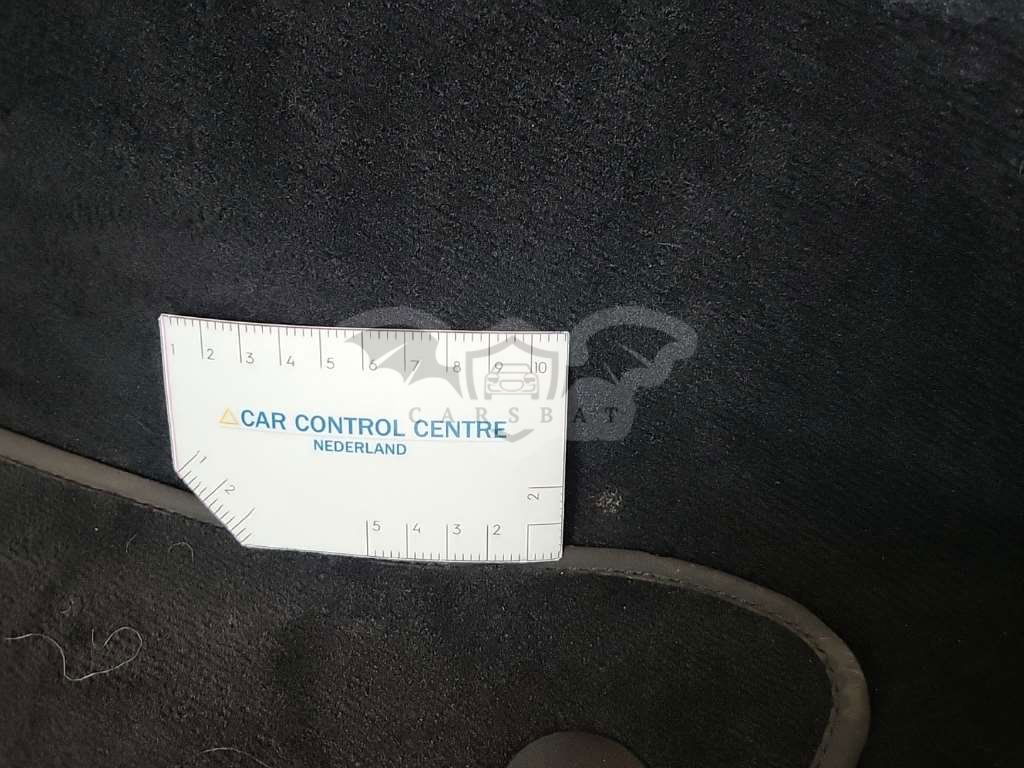 1 2 3 4 5 6 7 8 9 10
CARSBAT
CAR CONTROL CENTRE
NEDERLAND
1 2
2
5 4 3 2